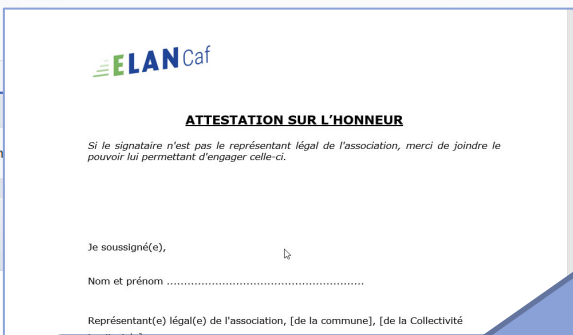 ELAN Caf
ATTESTATION SUR L'HONNEUR
Si le signataire n'est pas le représentant légal de l'association, merci de joindre le
pouvoir lui permettant d'engager celle-ci.
Je soussigné(e),
Nom et prénom .........................................................
Représentant(e) légal(e) de l'association, [de la commune], [de la Collectivité